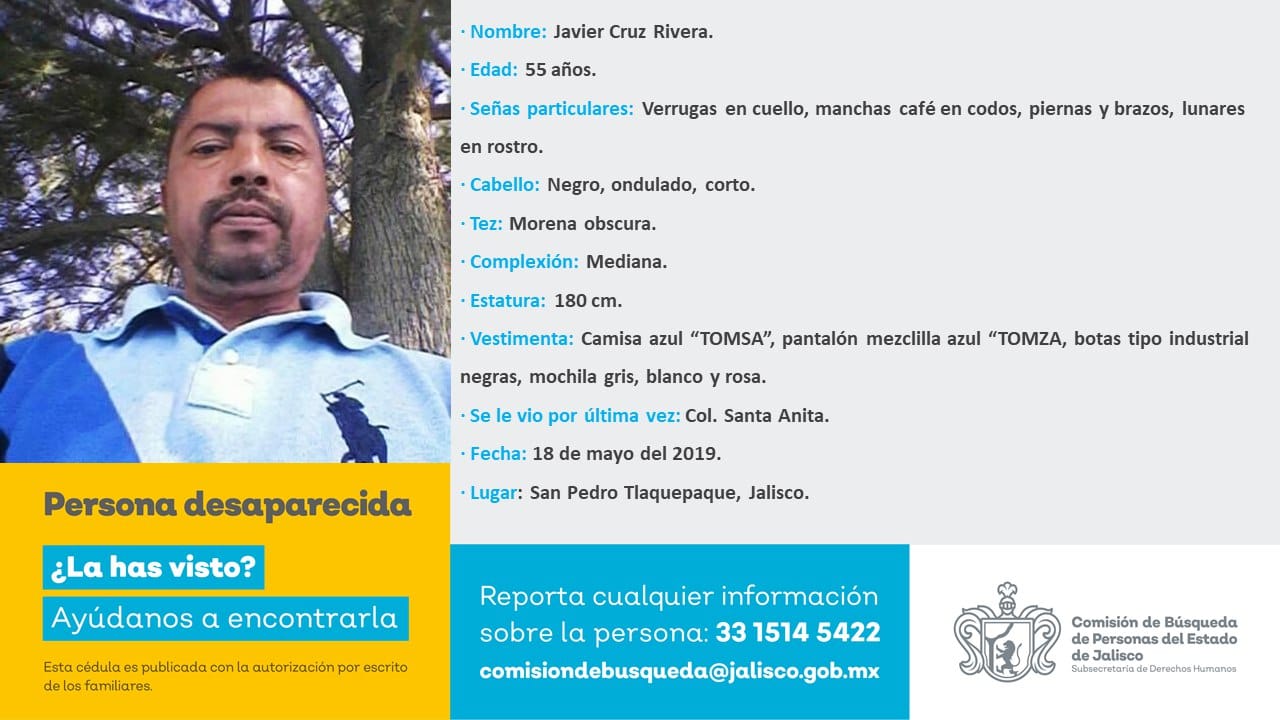 · Nombre: Javier Cruz Rivera.
· Edad: 55 años.
· Señas particulares: Verrugas en cuello, manchas café en codos, piernas y brazos, lunares
en rostro.
· Cabello: Negro, ondulado, corto.
· Tez: Morena obscura.
· Complexión: Mediana.
· Estatura: 180 cm.
· Vestimenta: Camisa azul “TOMSA”, pantalón mezclilla azul “TOMZA, botas tipo industrial
negras, mochila gris, blanco y rosa.
· Se le vio por última vez: Col. Santa Anita.
· Fecha: 18 de mayo del 2019.
· Lugar: San Pedro Tlaquepaque, Jalisco.
Persona desaparecida
¿La has visto?
Ayúdanos a encontrarla
Esta cédula es publicada con la autorización por escrito
de los familiares.
Reporta cualquier información
sobre la persona: 33 1514 5422
comisiondebusqueda@jalisco.gob.mx
Comisión de Búsqueda
de Personas del Estado
de Jalisco
Subsecretaría de Derechos Humanos